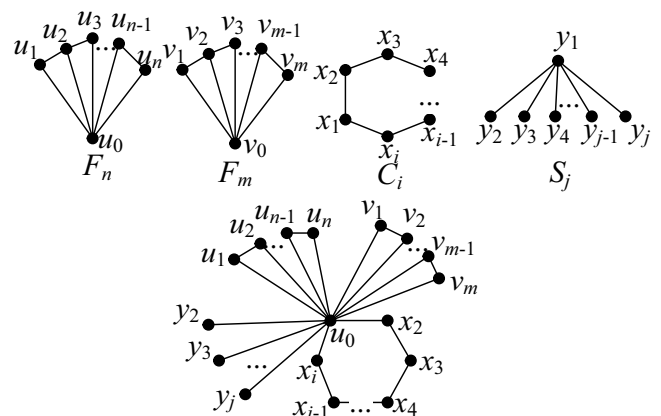 u1 u2 u3 ... un-1 un
u0
Fn
v1 v2 v3 ... vm-1 vm
v0
Fm
x3
x2 x4
...
x1 xi-1
xi
Ci
y1
...
y2 y3 y4 yj-1 yj
Sj
u1 u2 ... un-1 un
v1 v2 ... vm-1
vm
y2 u0 x2
y3 ... xi x3
yj
xi-1 ... x4